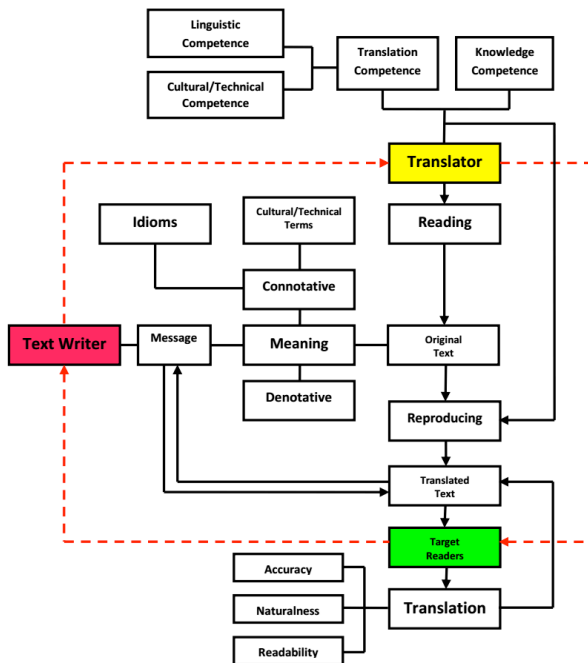 Linguistic
Competence
Cultural/Technical
Competence
Translation
Competence
Knowledge
Competence
Translator
Idioms
Cultural/Technical
Terms
Reading
Connotative
Text Writer
Message
Meaning
Original
Text
Denotative
Reproducing
Translated
Text
Target
Readers
Accuracy
Naturalness
Translation
Readability